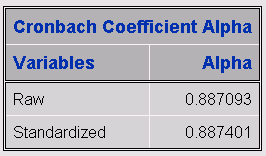 Cronbach Coefficient Alpha
Variables Alpha
Raw 0.887093
Standardized 0.887401